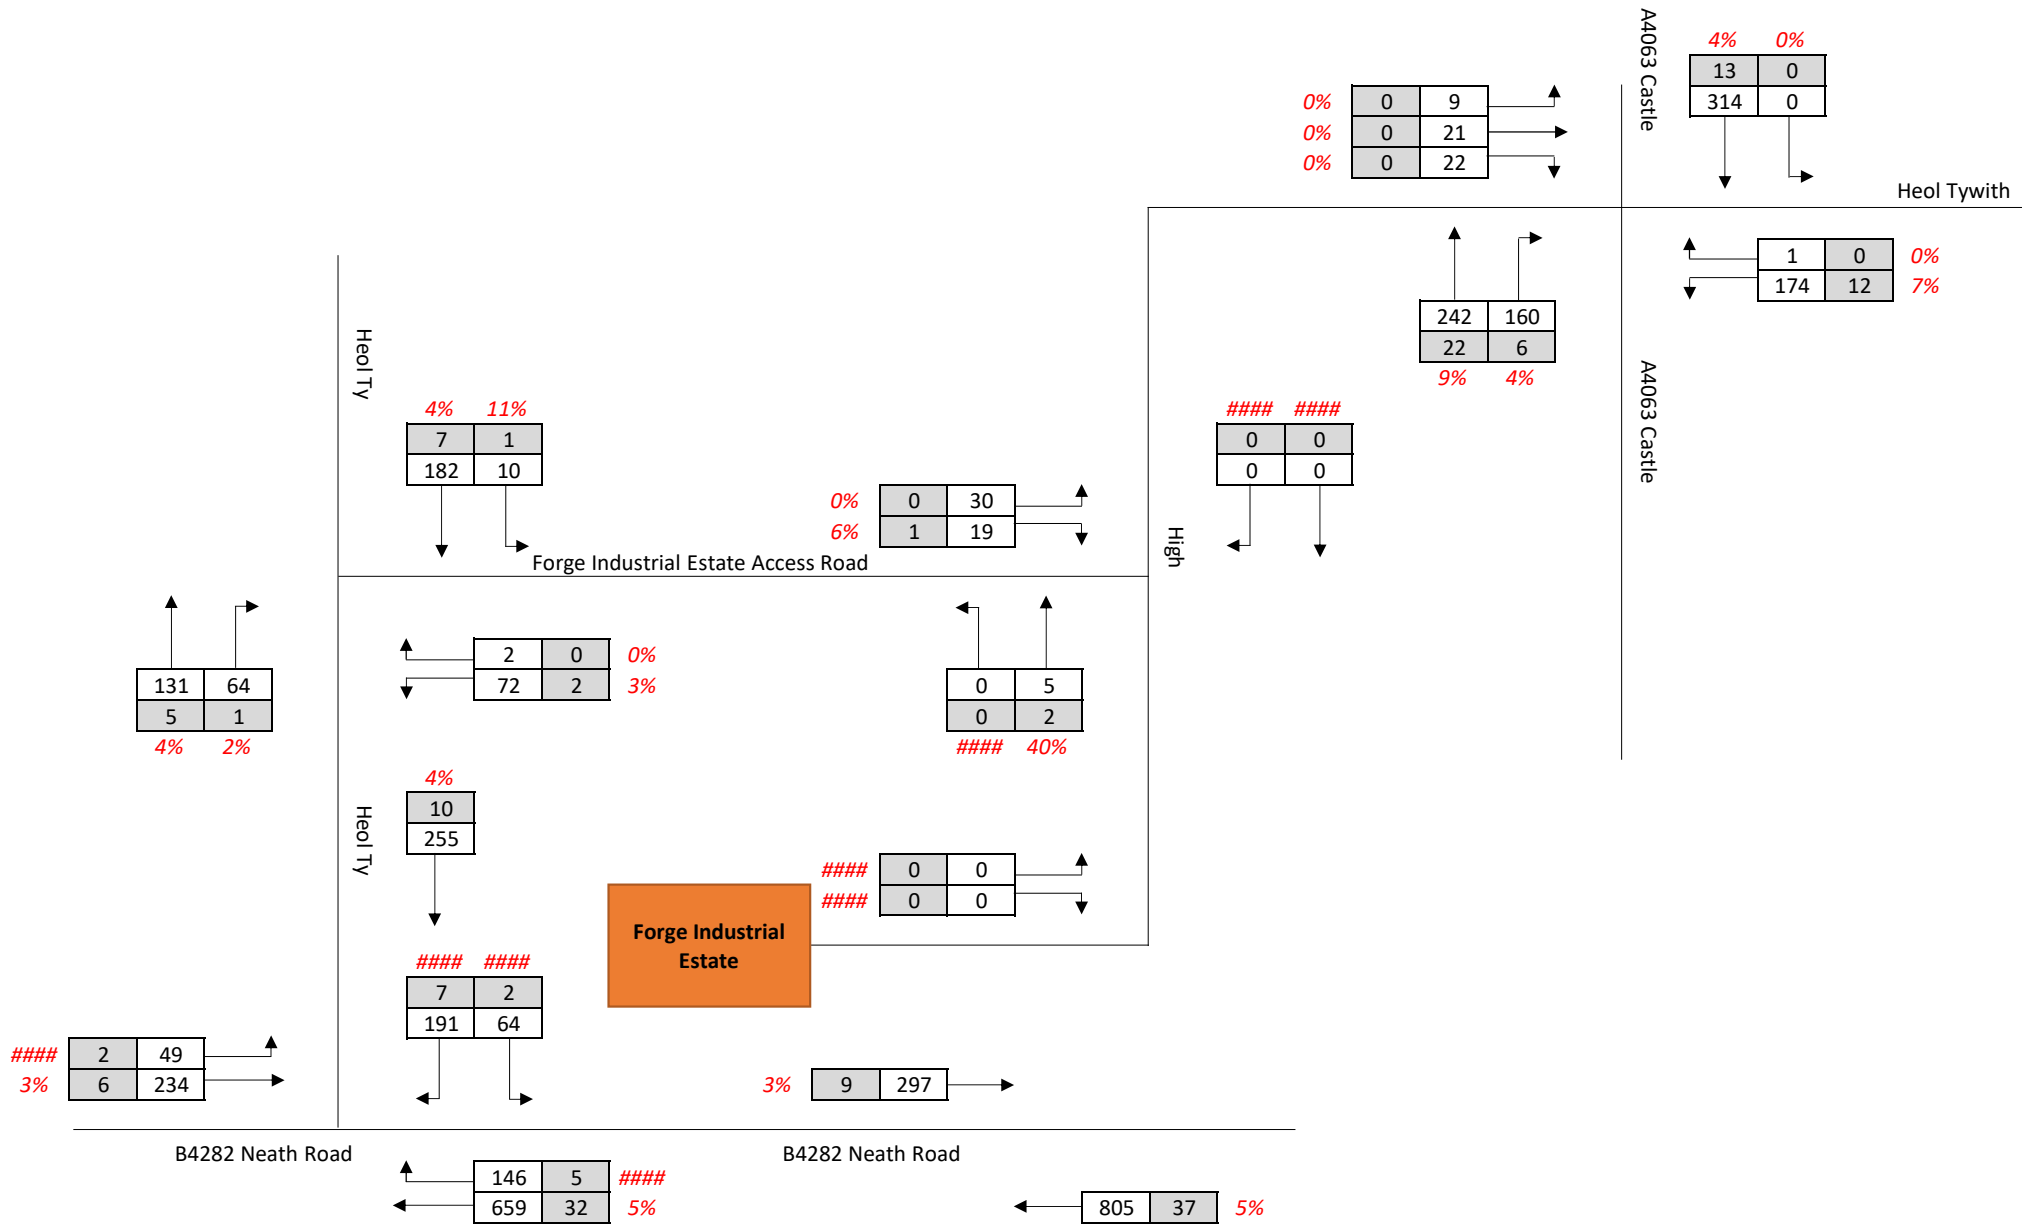 A4063 Castle
4% 0%
13 0
314 0
0% 0 9
0% 0 21
0% 0 22
Heol Tywith
1 0 0%
174 12 7%
242 160
22 6
9% 4%
A4063 Castle
Heol Ty
4% 11%
7 1
182 10
#### ####
0 0
0 0
0% 0 30
6% 1 19
High
Forge Industrial Estate Access Road
2 0 0%
72 2 3%
131 64
5 1
4% 2%
0 5
0 2
#### 40%
4%
10
255
Heol Ty
#### 0 0
#### 0 0
Forge Industrial
Estate
#### ####
7 2
191 64
#### 2 49
3% 6 234
3% 9 297
B4282 Neath Road
B4282 Neath Road
146 5 ####
659 32 5%
805 37 5%